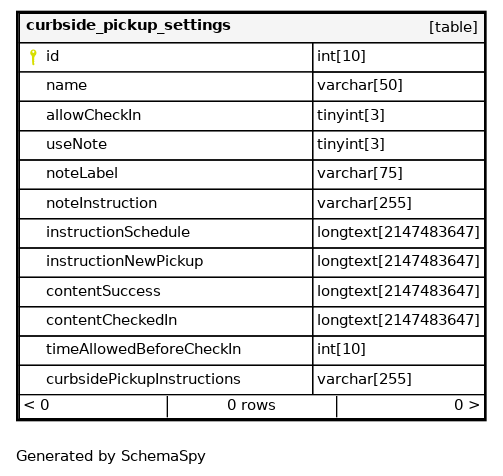 curbside_pickup_settings [table]
id int[10]
name varchar[50]
allowCheckIn tinyint[3]
useNote tinyint[3]
noteLabel varchar[75]
noteInstruction varchar[255]
instructionSchedule longtext[2147483647]
instructionNewPickup longtext[2147483647]
contentSuccess longtext[2147483647]
contentCheckedIn longtext[2147483647]
timeAllowedBeforeCheckIn int[10]
curbsidePickupInstructions varchar[255]
< 0 0 rows 0 >
Generated by SchemaSpy